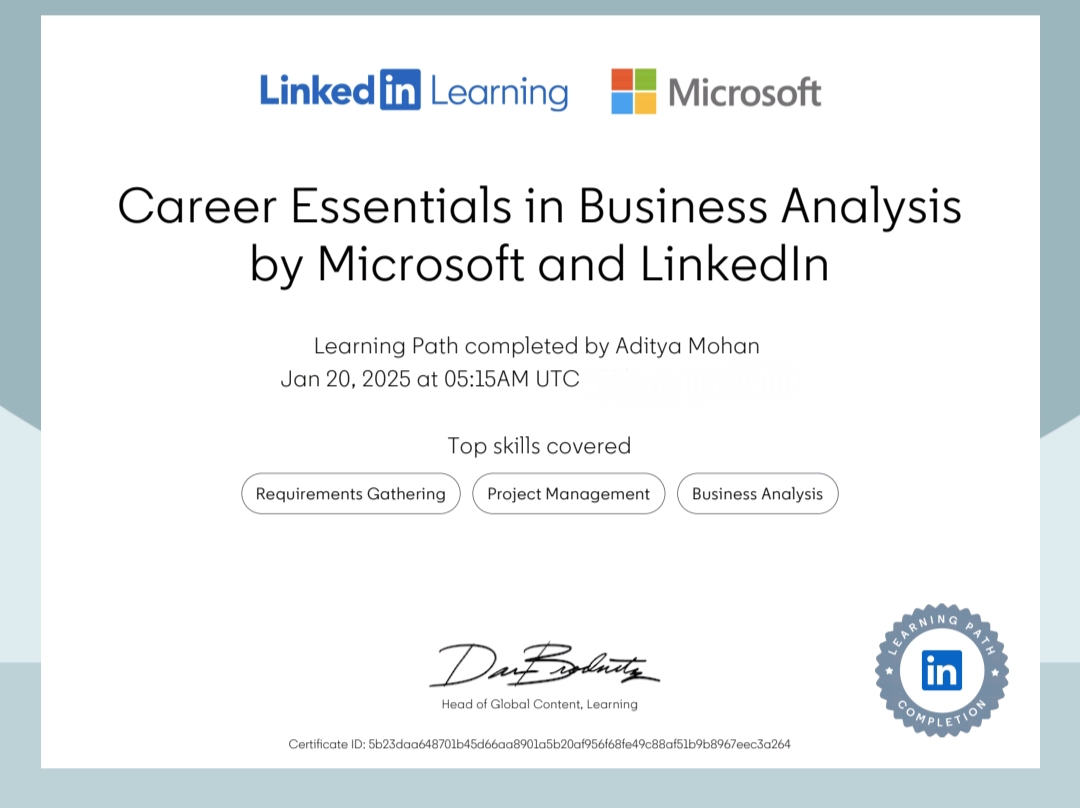 Linked in Learning Microsoft
Career Essentials in Business Analysis
by Microsoft and LinkedIn
Learning Path completed by Aditya Mohan
Jan 20, 2025 at 05:15AM UTC
Top skills covered
Requirements Gathering Project Management Business Analysis
LEARNING PATH
in
COMPLETION
Dan Brodnitz
Head of Global Content, Learning
Certificate ID: 5b23daa648701b45d66aa8901a5b20af956f68fe49c88af51b9b8967eec3a264